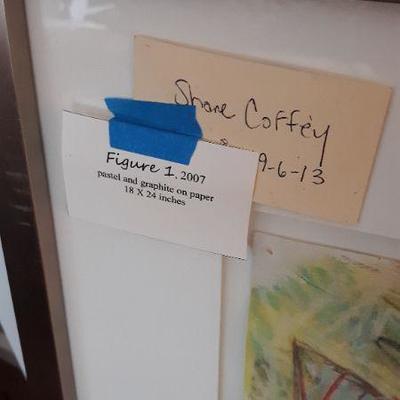 Shane Coffey
9-6-13
Figure 1, 2007
pastel and graphite on paper
18 X 24 inches